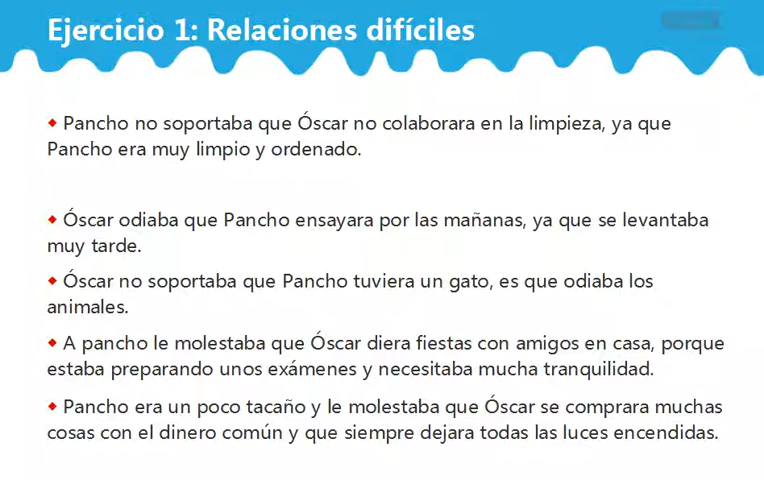 Ejercicio 1: Relaciones difíciles
◆ Pancho no soportaba que Óscar no colaborara en la limpieza, ya que
Pancho era muy limpio y ordenado.
◆ Óscar odiaba que Pancho ensayara por las mañanas, ya que se levantaba
muy tarde.
◆ Óscar no soportaba que Pancho tuviera un gato, es que odiaba los
animales.
◆ A pancho le molestaba que Óscar diera fiestas con amigos en casa, porque
estaba preparando unos exámenes y necesitaba mucha tranquilidad.
◆ Pancho era un poco tacaño y le molestaba que Óscar se comprara muchas
cosas con el dinero común y que siempre dejara todas las luces encendidas.